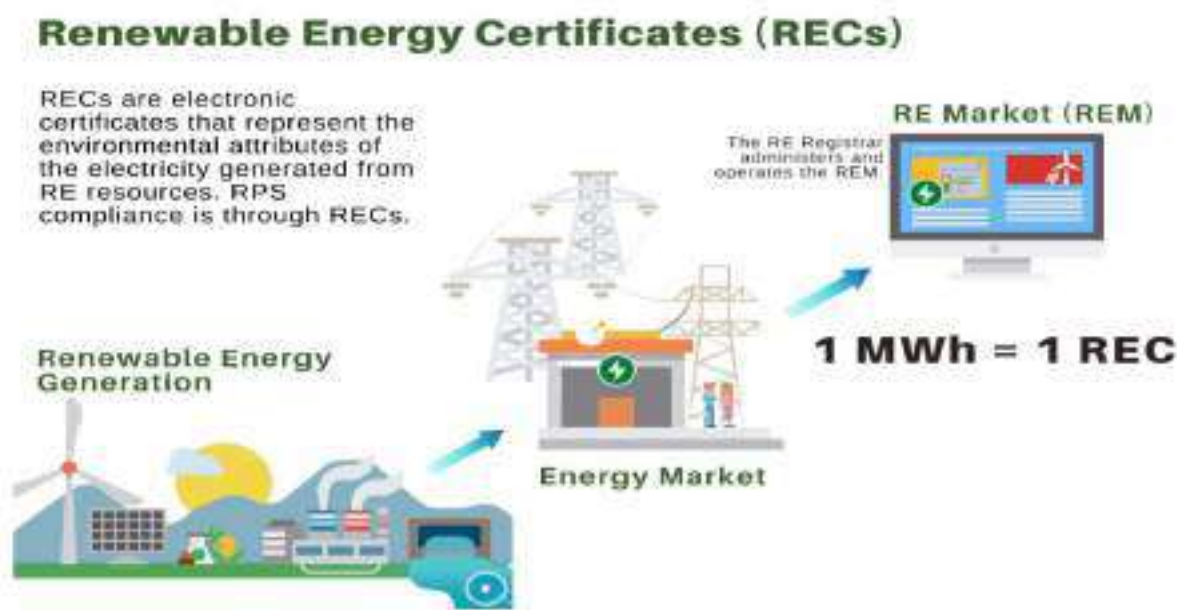 Renewable Energy Certificates (RECs)
RECs are electronic
certificates that represent the
environmental attributes of
the electricity generated from
RE resources. RPS
compliance is through RECs.
RE Market (REM)
The RE Registrar
administers and
operates the REM.
1 MWh = 1 REC
Renewable Energy
Generation
Energy Market